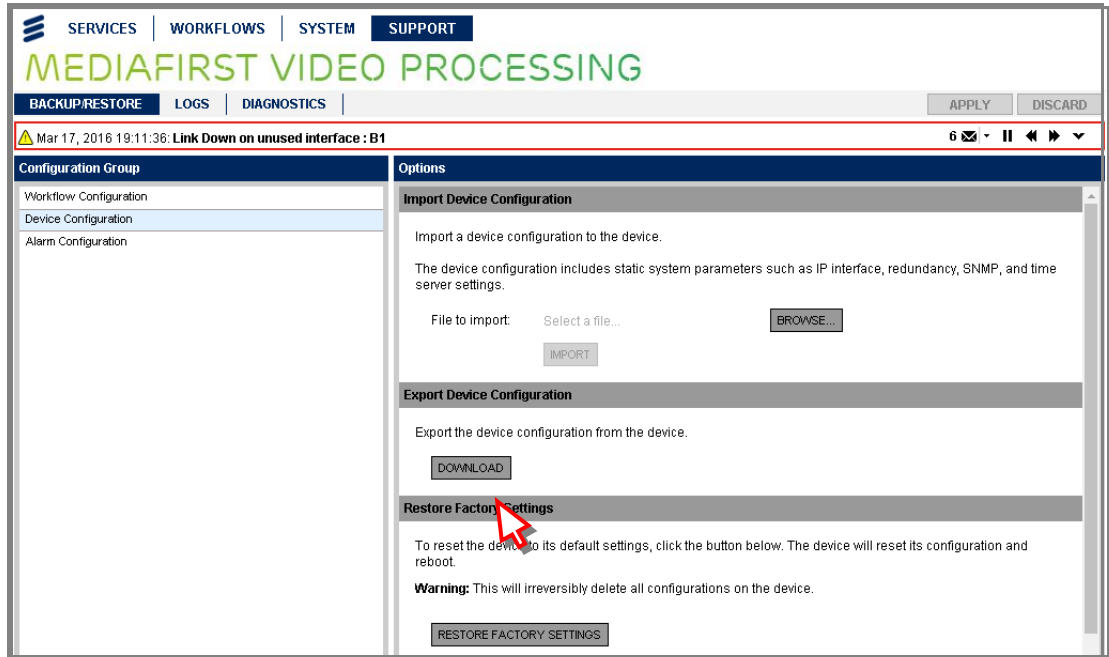 SERVICES WORKFLOWS SYSTEM SUPPORT
MEDIAFIRST VIDEO PROCESSING
BACKUP/RESTORE LOGS DIAGNOSTICS APPLY DISCARD
Mar 17, 2016 19:11:36: Link Down on unused interface : B1 6
Configuration Group
Workflow Configuration
Device Configuration
Alarm Configuration
Options
Import Device Configuration
Import a device configuration to the device.
The device configuration includes static system parameters such as IP interface, redundancy, SNMP, and time
server settings.
File to import: Select a file... BROWSE...
IMPORT
Export Device Configuration
Export the device configuration from the device.
DOWNLOAD
Restore Factory Settings
To reset the device to its default settings, click the button below. The device will reset its configuration and
reboot.
Warning: This will irreversibly delete all configurations on the device.
RESTORE FACTORY SETTINGS